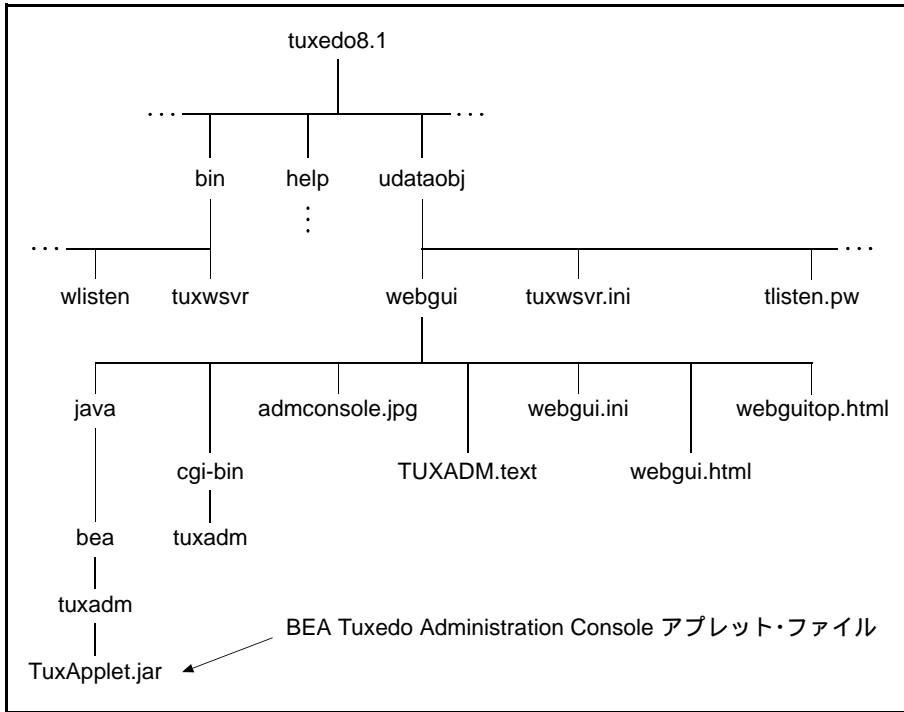 tuxedo8.1
... ...
bin help udataobj
...
... ...
wlisten tuxwsvr webgui tuxwsvr.ini tlisten.pw
java admconsole.jpg webgui.ini webguitop.html
cgi-bin TUXADM.text webgui.html
bea tuxadm
tuxadm
BEA Tuxedo Administration Console アプレット・ファイル
TuxApplet.jar